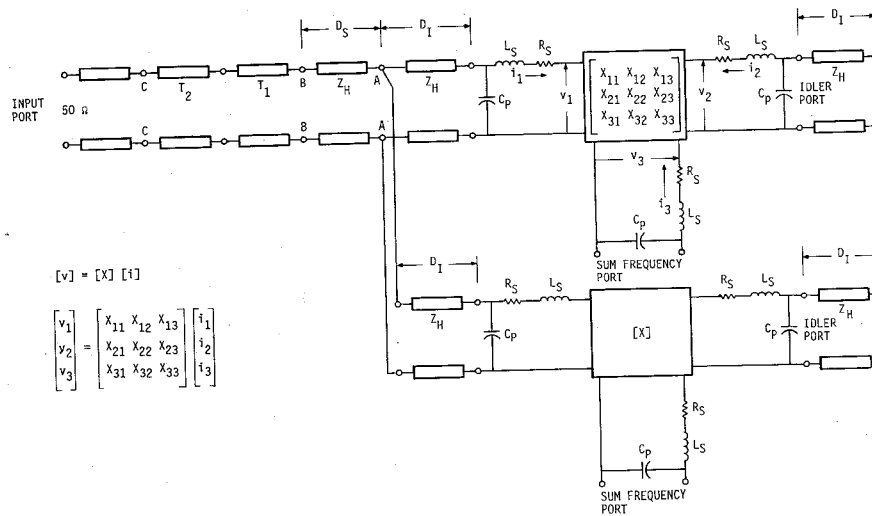 D_S D_I D_I
L_S R_S R_S L_S
C T_2 T_1 B Z_H A Z_H i_1 X_11 X_12 X_13 i_2 Z_H
INPUT PORT 50 Ω C_P v_1 X_21 X_22 X_23 v_2 C_P IDLER PORT
X_31 X_32 X_33
C B A
v_3 R_S
i_3
C_P L_S
SUM FREQUENCY PORT
[v] = [X] [i]
D_I D_I
R_S L_S R_S L_S
Z_H Z_H
C_P [X] C_P IDLER PORT
v_1 X_11 X_12 X_13 i_1
y_2 = X_21 X_22 X_23 i_2
v_3 X_31 X_32 X_33 i_3
R_S
C_P L_S
SUM FREQUENCY PORT